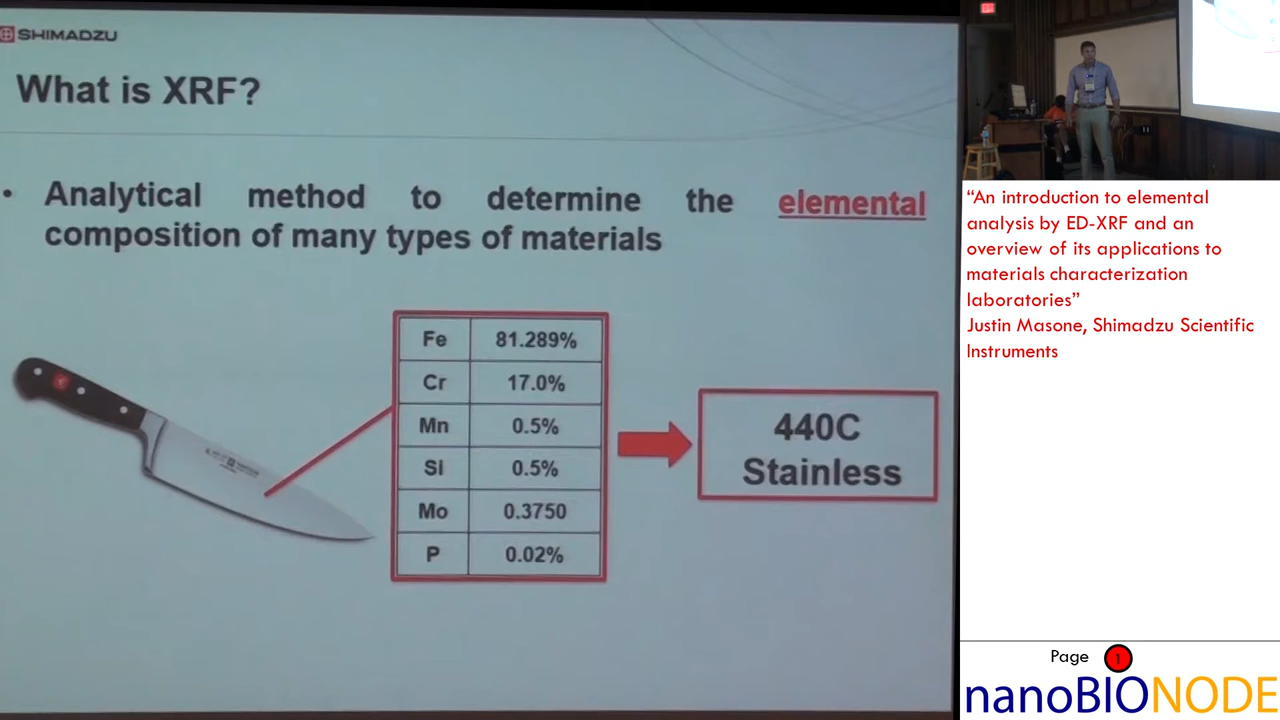 SHIMADZU
What is XRF?
• Analytical method to determine the elemental
composition of many types of materials
Fe 81.289%
Cr 17.0%
Mn 0.5%
Si 0.5%
Mo 0.3750
P 0.02%
440C
Stainless
“An introduction to elemental
analysis by ED-XRF and an
overview of its applications to
materials characterization
laboratories”
Justin Masone, Shimadzu Scientific
Instruments
Page 1
nanoBIONODE